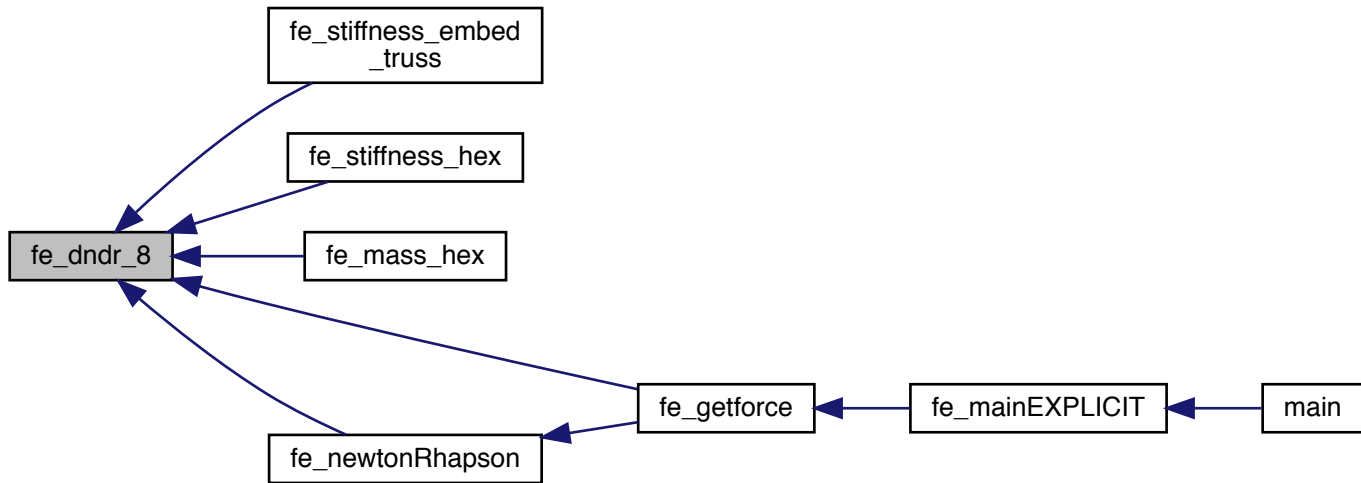 fe_stiffness_embed
_truss
fe_stiffness_hex
fe_dndr_8
fe_mass_hex
fe_getforce
fe_mainEXPLICIT
main
fe_newtonRhapson